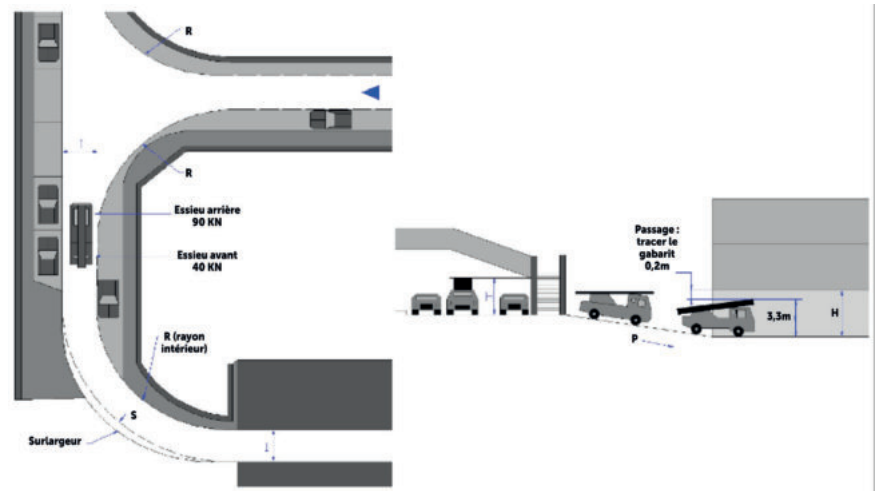 R
R
I
Essieu arrière
90 KN
Essieu avant
40 KN
R (rayon
intérieur)
S
Surlargeur
I
Passage :
tracer le
gabarit
0,2m
H
3,3m
H
P